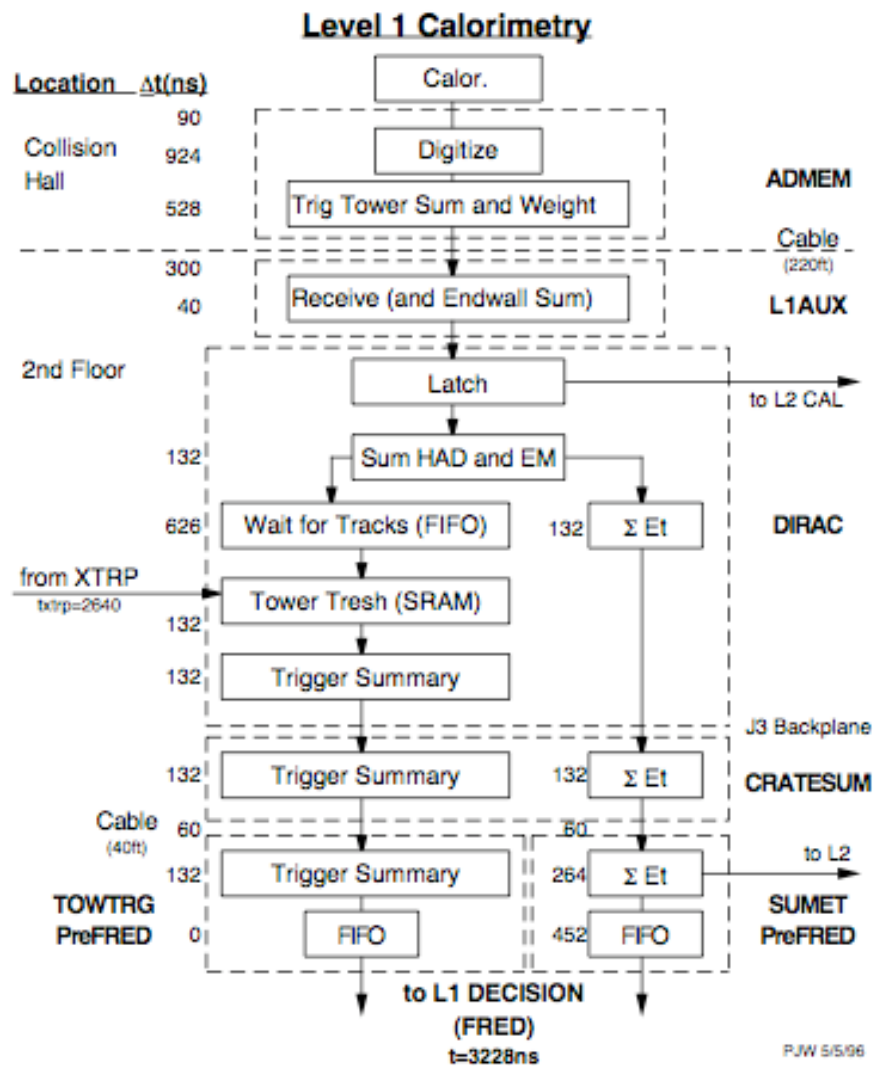 Level 1 Calorimetry
Location Δt(ns)
Calor.
90
Collision
Hall
924
Digitize
ADMEM
528
Trig Tower Sum and Weight
Cable
(220ft)
300
40
Receive (and Endwall Sum)
L1AUX
2nd Floor
Latch
to L2 CAL
132
Sum HAD and EM
626
Wait for Tracks (FIFO)
132
Σ Et
DIRAC
from XTRP
txtrp=2640
Tower Tresh (SRAM)
132
132
Trigger Summary
J3 Backplane
132
Trigger Summary
132
Σ Et
CRATESUM
Cable
(40ft)
60
60
to L2
132
Trigger Summary
264
Σ Et
TOWTRG
PreFRED
0
FIFO
452
FIFO
SUMET
PreFRED
to L1 DECISION
(FRED)
t=3228ns
PJW 5/5/96